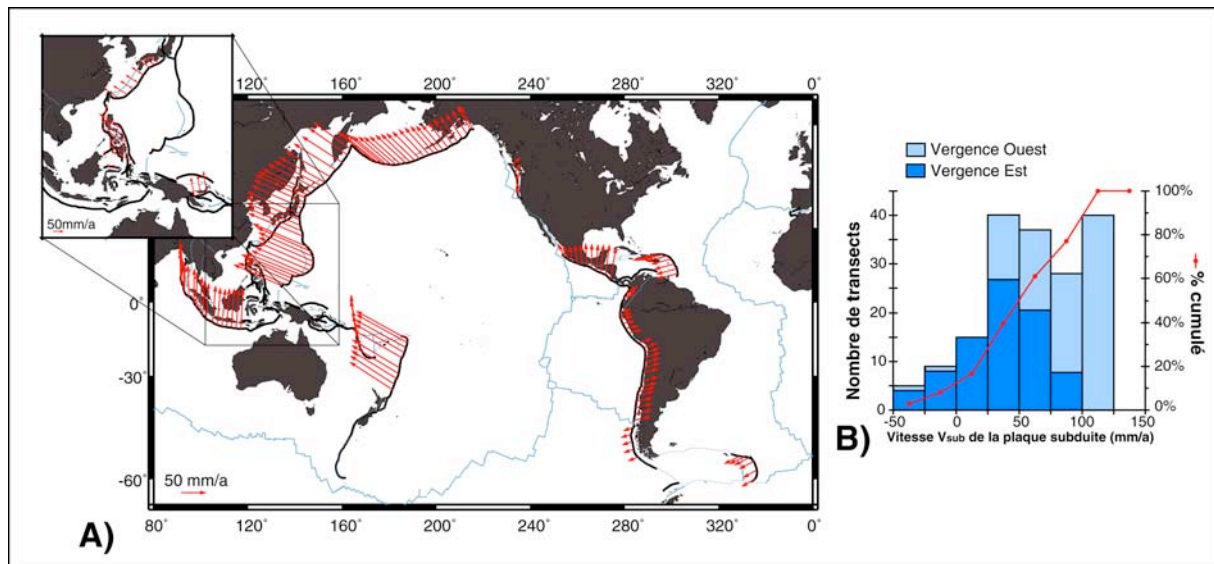 50mm/a
120° 160° 200° 240° 280° 320° 0°
0°
-30°
-60°
50 mm/a
80° 120° 160° 200° 240° 280° 320° 0°
A)
Vergence Ouest
Vergence Est
Nombre de transects
40
30
20
10
0
100%
80%
60%
40%
20%
0%
% cumulé
-50 0 50 100 150
Vitesse Vsub de la plaque subduite (mm/a)
B)